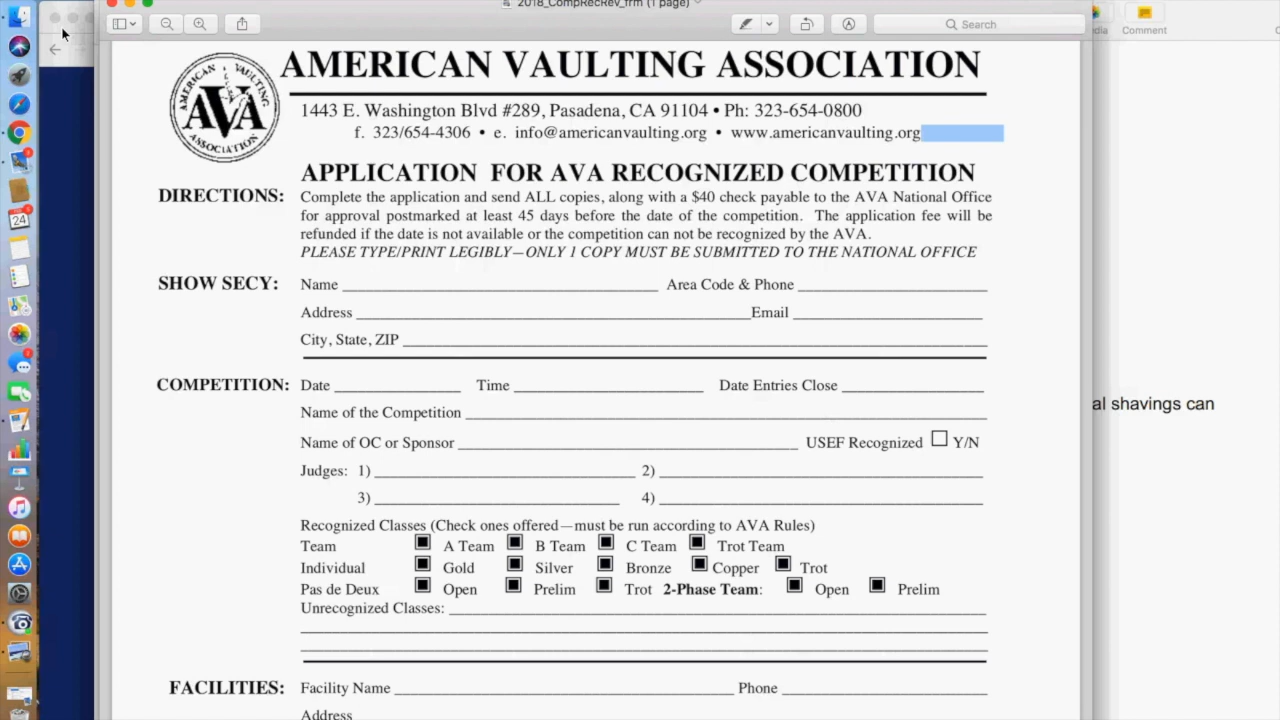 2018_CompRecRev_frm (1 page)
Search
Comment
AMERICAN VAULTING ASSOCIATION
AMERICAN VAULTING
AVA
ASSOCIATION
1443 E. Washington Blvd #289, Pasadena, CA 91104 • Ph: 323-654-0800
f. 323/654-4306 • e. info@americanvaulting.org • www.americanvaulting.org
APPLICATION FOR AVA RECOGNIZED COMPETITION
DIRECTIONS: Complete the application and send ALL copies, along with a $40 check payable to the AVA National Office
for approval postmarked at least 45 days before the date of the competition. The application fee will be
refunded if the date is not available or the competition can not be recognized by the AVA.
PLEASE TYPE/PRINT LEGIBLY—ONLY 1 COPY MUST BE SUBMITTED TO THE NATIONAL OFFICE
SHOW SECY: Name Area Code & Phone
Address Email
City, State, ZIP
COMPETITION: Date Time Date Entries Close
al shavings can
Name of the Competition
Name of OC or Sponsor USEF Recognized Y/N
Judges: 1) 2)
3) 4)
Recognized Classes (Check ones offered—must be run according to AVA Rules)
Team A Team B Team C Team Trot Team
Individual Gold Silver Bronze Copper Trot
Pas de Deux Open Prelim Trot 2-Phase Team: Open Prelim
Unrecognized Classes:
FACILITIES: Facility Name Phone
Address
24